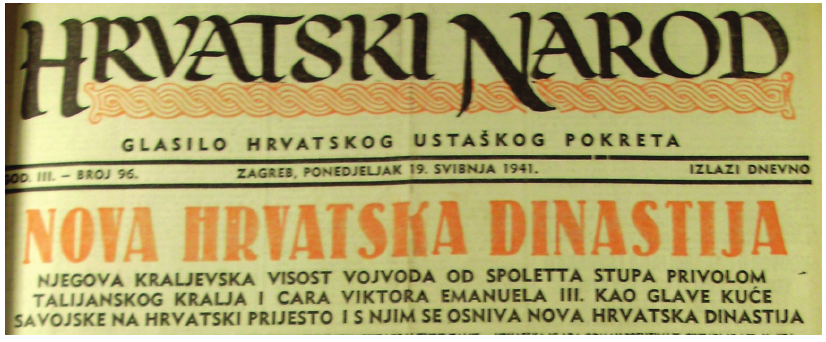 HRVATSKI NAROD
GLASILO HRVATSKOG USTAŠKOG POKRETA
GOD. III. – BROJ 96. ZAGREB, PONEDJELJAK 19. SVIBNJA 1941. IZLAZI DNEVNO
NOVA HRVATSKA DINASTIJA
NJEGOVA KRALJEVSKA VISOST VOJVODA OD SPOLETTA STUPA PRIVOLOM
TALIJANSKOG KRALJA I CARA VIKTORA EMANUELA III. KAO GLAVE KUĆE
SAVOJSKE NA HRVATSKI PRIJESTO I S NJIM SE OSNIVA NOVA HRVATSKA DINASTIJA